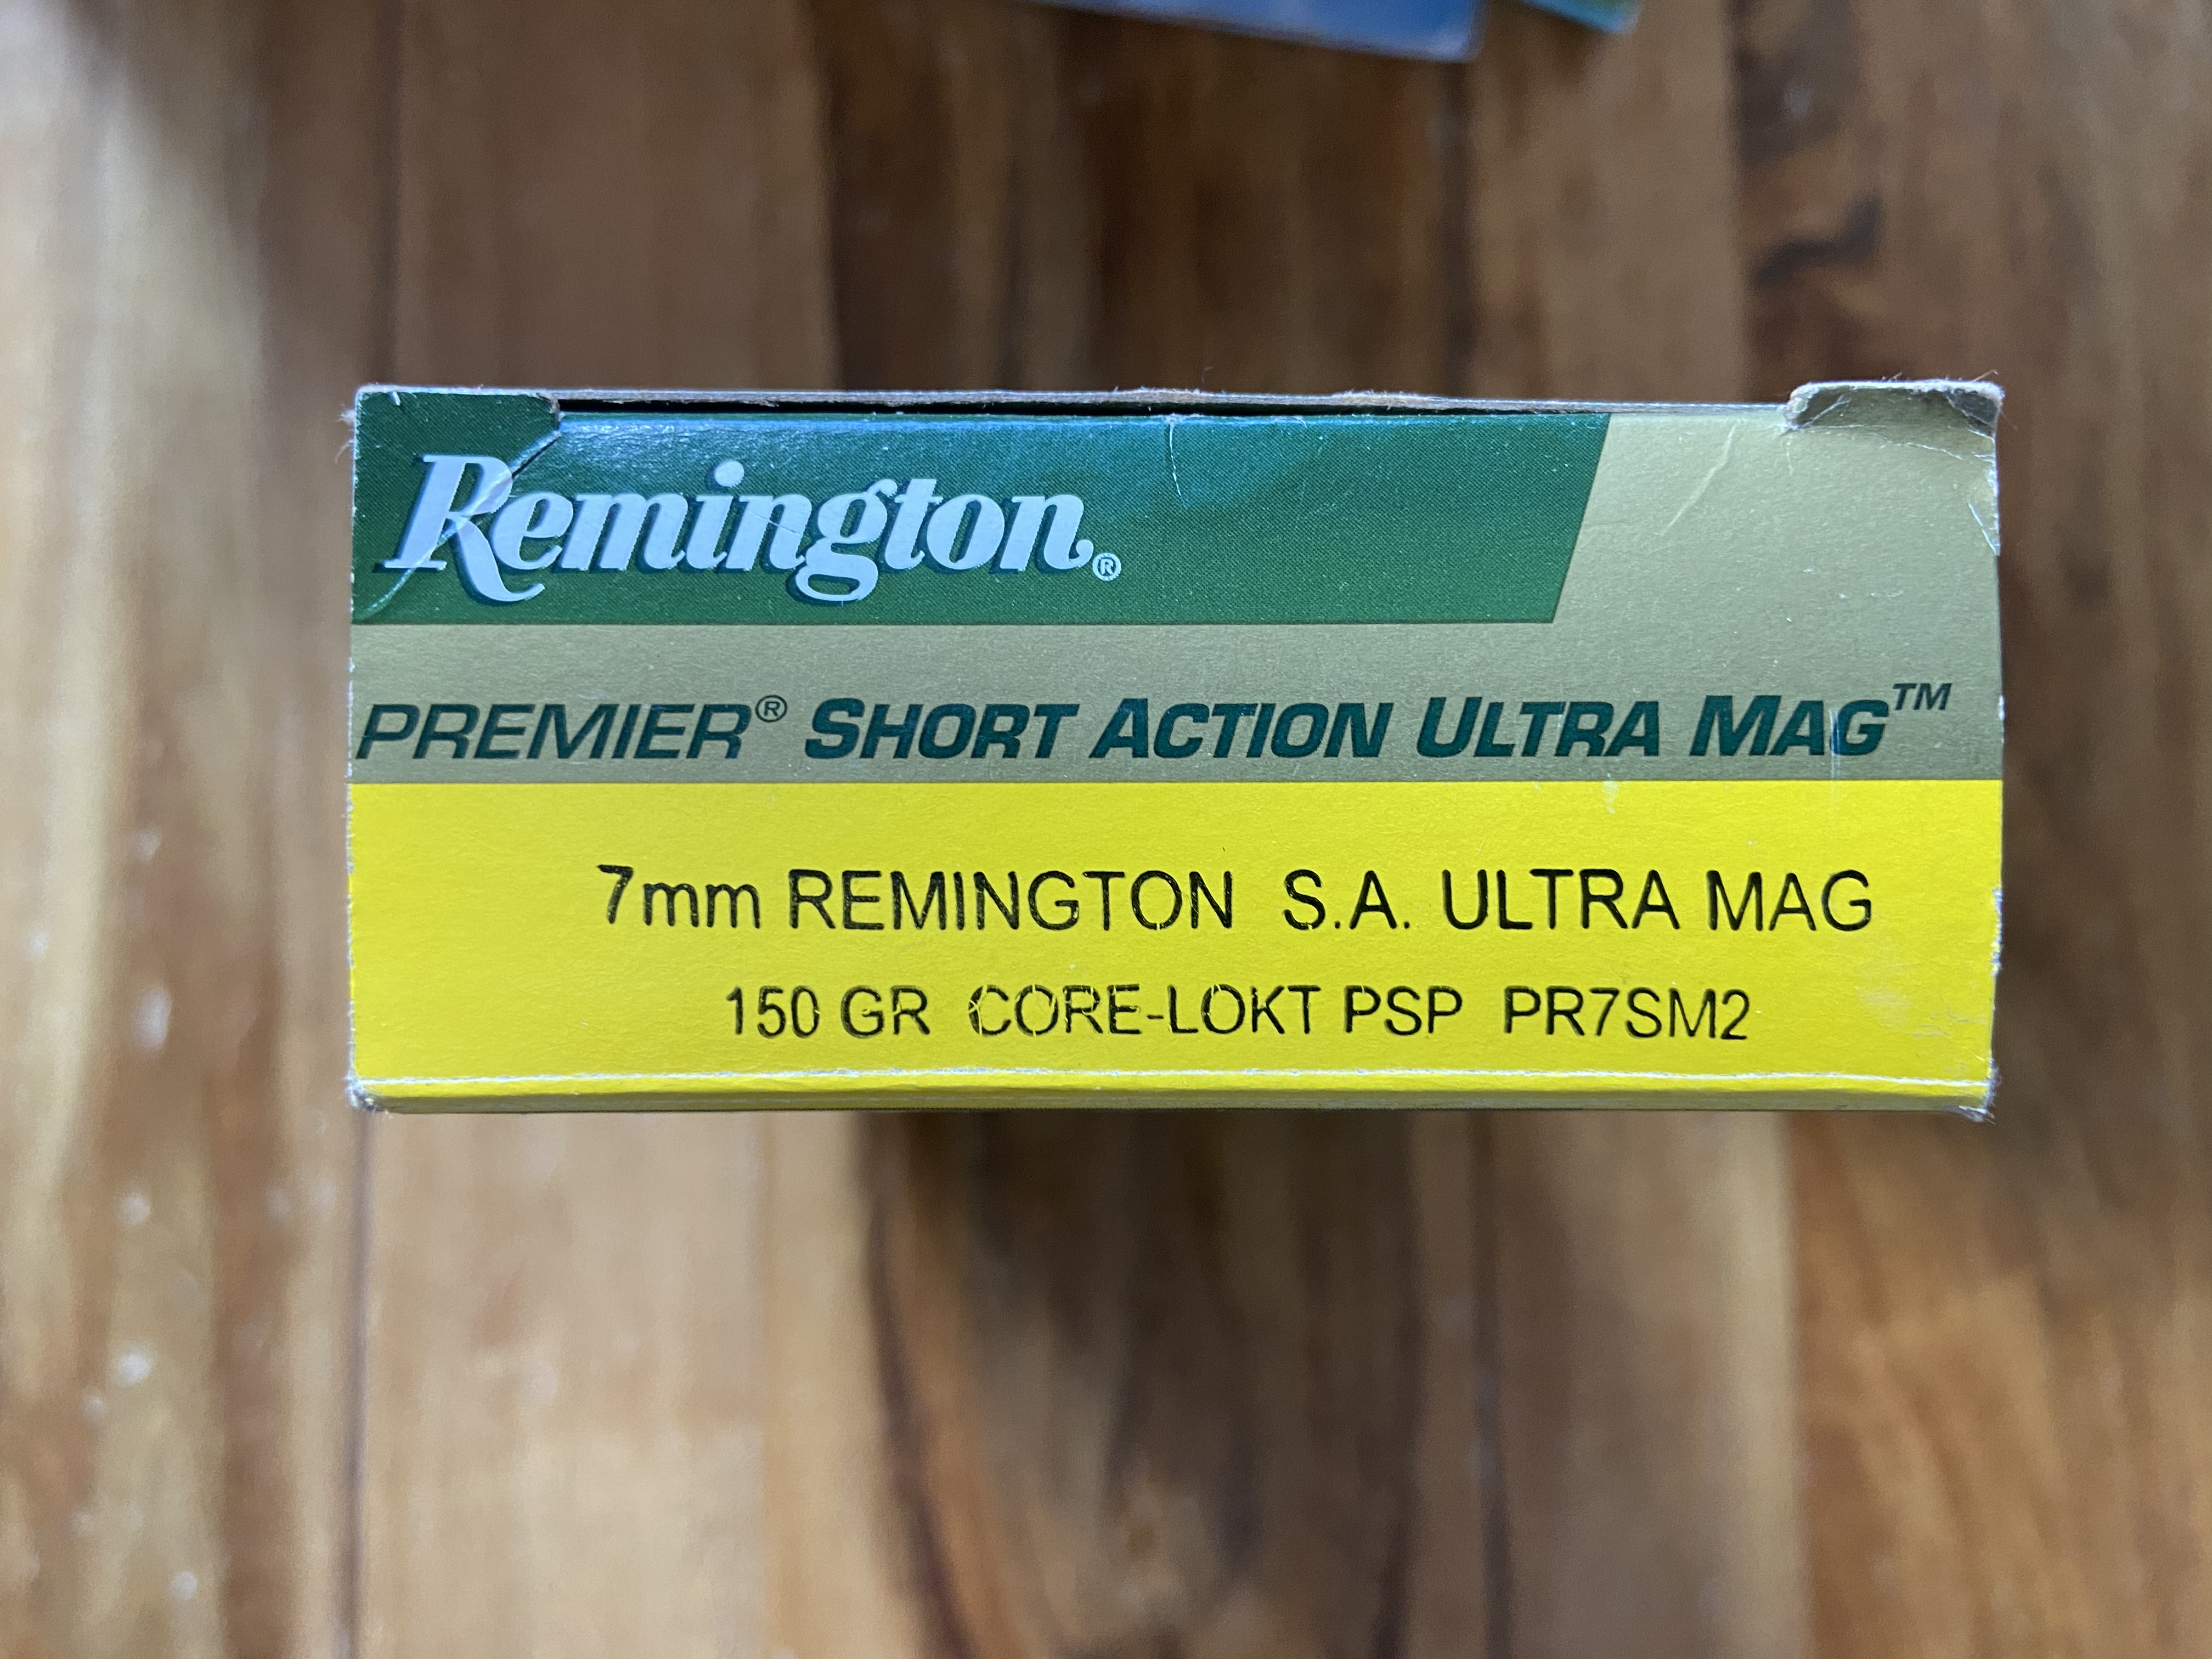 Remington®
PREMIER® SHORT ACTION ULTRA MAG™
7mm REMINGTON S.A. ULTRA MAG
150 GR CORE-LOKT PSP PR7SM2